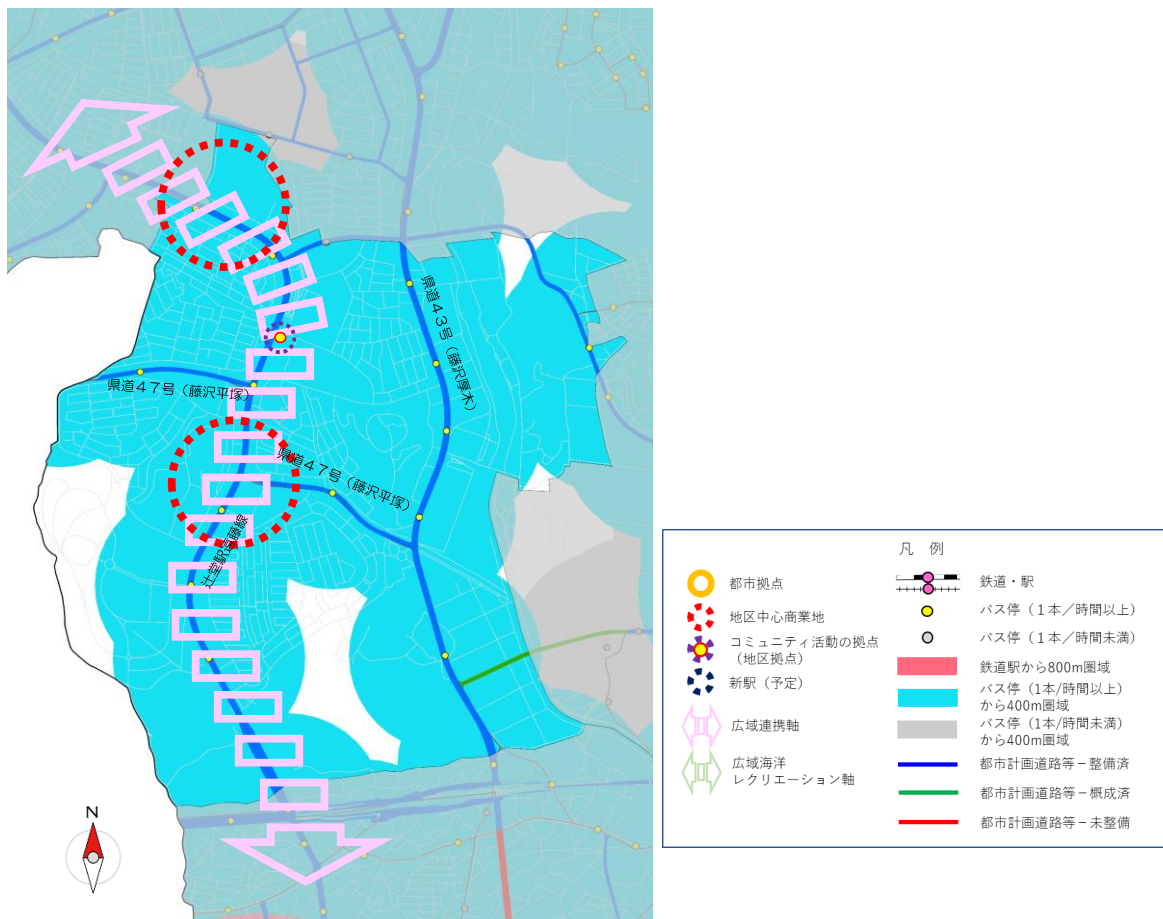 県道43号（藤沢厚木）
県道４７号（藤沢平塚）
県道４７号（藤沢平塚）
辻堂駅遠藤線
N
凡 例
都市拠点
地区中心商業地
コミュニティ活動の拠点
（地区拠点）
新駅（予定）
広域連携軸
広域海洋
レクリエーション軸
鉄道・駅
バス停（１本／時間以上）
バス停（１本／時間未満）
鉄道駅から800m圏域
バス停（1本/時間以上）
から400m圏域
バス停（1本/時間未満）
から400m圏域
都市計画道路等－整備済
都市計画道路等－概成済
都市計画道路等－未整備